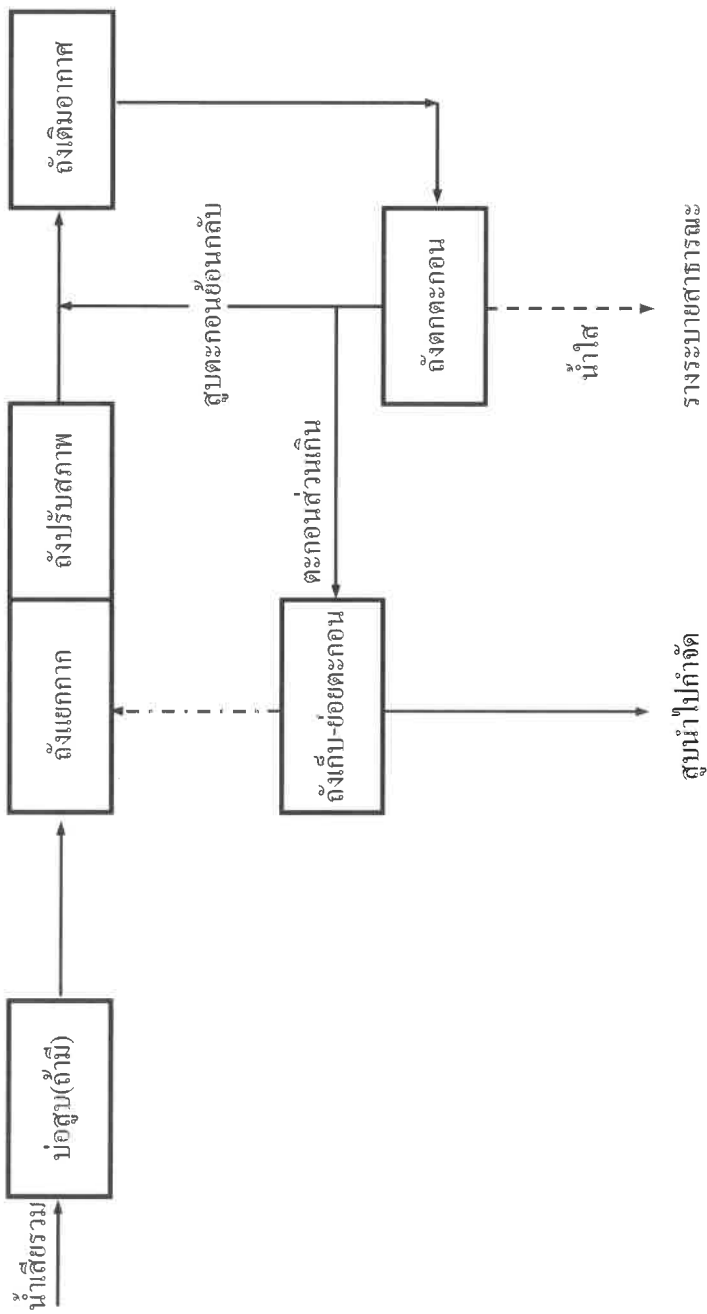 น้ำเสียรวม
บ่อสูบ(ถ้ามี)
ถังแยกกาก
ถังปรับสภาพ
ถังเติมอากาศ
สูบตะกอนย้อนกลับ
ตะกอนส่วนเกิน
ถังเก็บ-ย่อยตะกอน
ถังตกตะกอน
น้ำใส
สูบนำไปกำจัด
รางระบายสาธารณะ